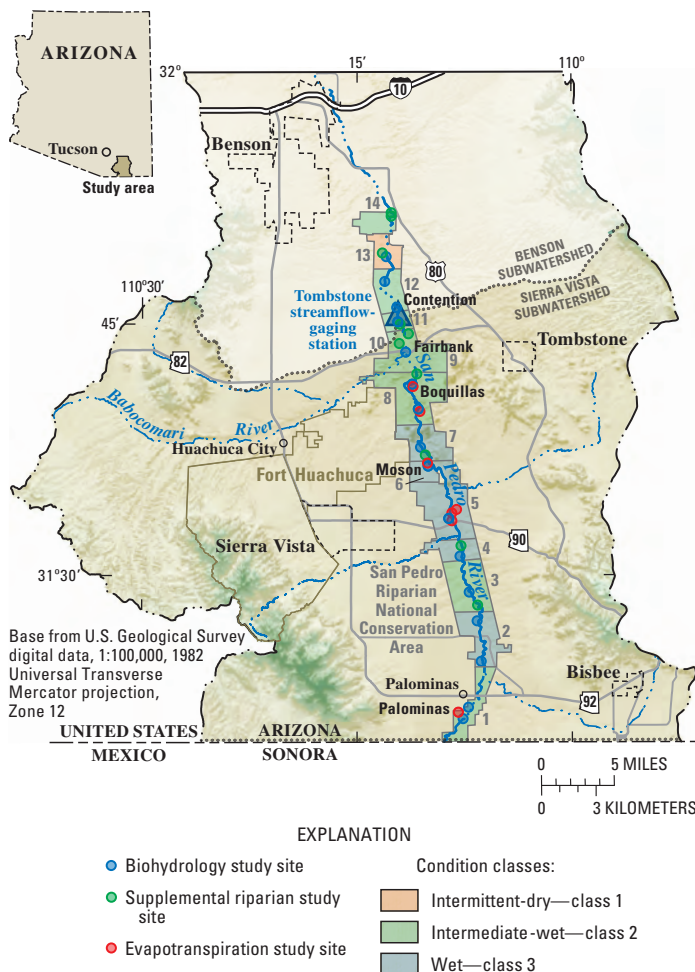 ARIZONA
Tucson
Study area
15′
110°
32°
10
Benson
14
13
80
BENSON
SUBWATERSHED
SIERRA VISTA
SUBWATERSHED
12
110°30′
45′
Tombstone
streamflow-
gaging
station
Contention
11
Tombstone
10
Fairbank
82
San
9
Babocomari
River
8
Boquillas
Huachuca City
7
Fort Huachuca
Moson
6
Pedro
5
90
Sierra Vista
4
31°30′
San Pedro
Riparian
National
Conservation
Area
3
River
2
Base from U.S. Geological Survey
digital data, 1:100,000, 1982
Universal Transverse
Mercator projection,
Zone 12
Bisbee
Palominas
92
Palominas
1
UNITED STATES
ARIZONA
MEXICO
SONORA
0 5 MILES
0 3 KILOMETERS
EXPLANATION
Biohydrology study site
Supplemental riparian study
site
Evapotranspiration study site
Condition classes:
Intermittent-dry—class 1
Intermediate-wet—class 2
Wet—class 3